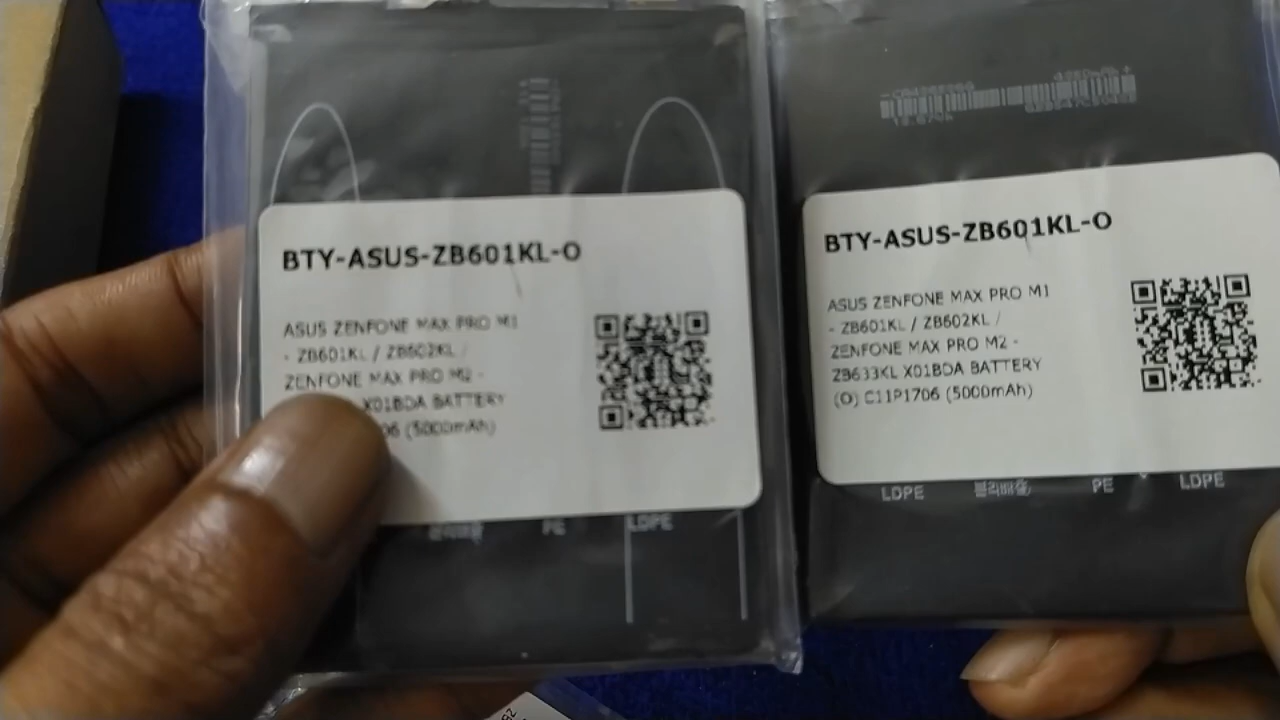 BTY-ASUS-ZB601KL-O
ASUS ZENFONE MAX PRO M1
- ZB601KL / ZB602KL /
ZENFONE MAX PRO M2 -
X01BDA BATTERY
06 (5000mAh)
PE
LDPE
BTY-ASUS-ZB601KL-O
ASUS ZENFONE MAX PRO M1
- ZB601KL / ZB602KL /
ZENFONE MAX PRO M2 -
ZB633KL X01BDA BATTERY
(O) C11P1706 (5000mAh)
LDPE 분리배출 PE LDPE